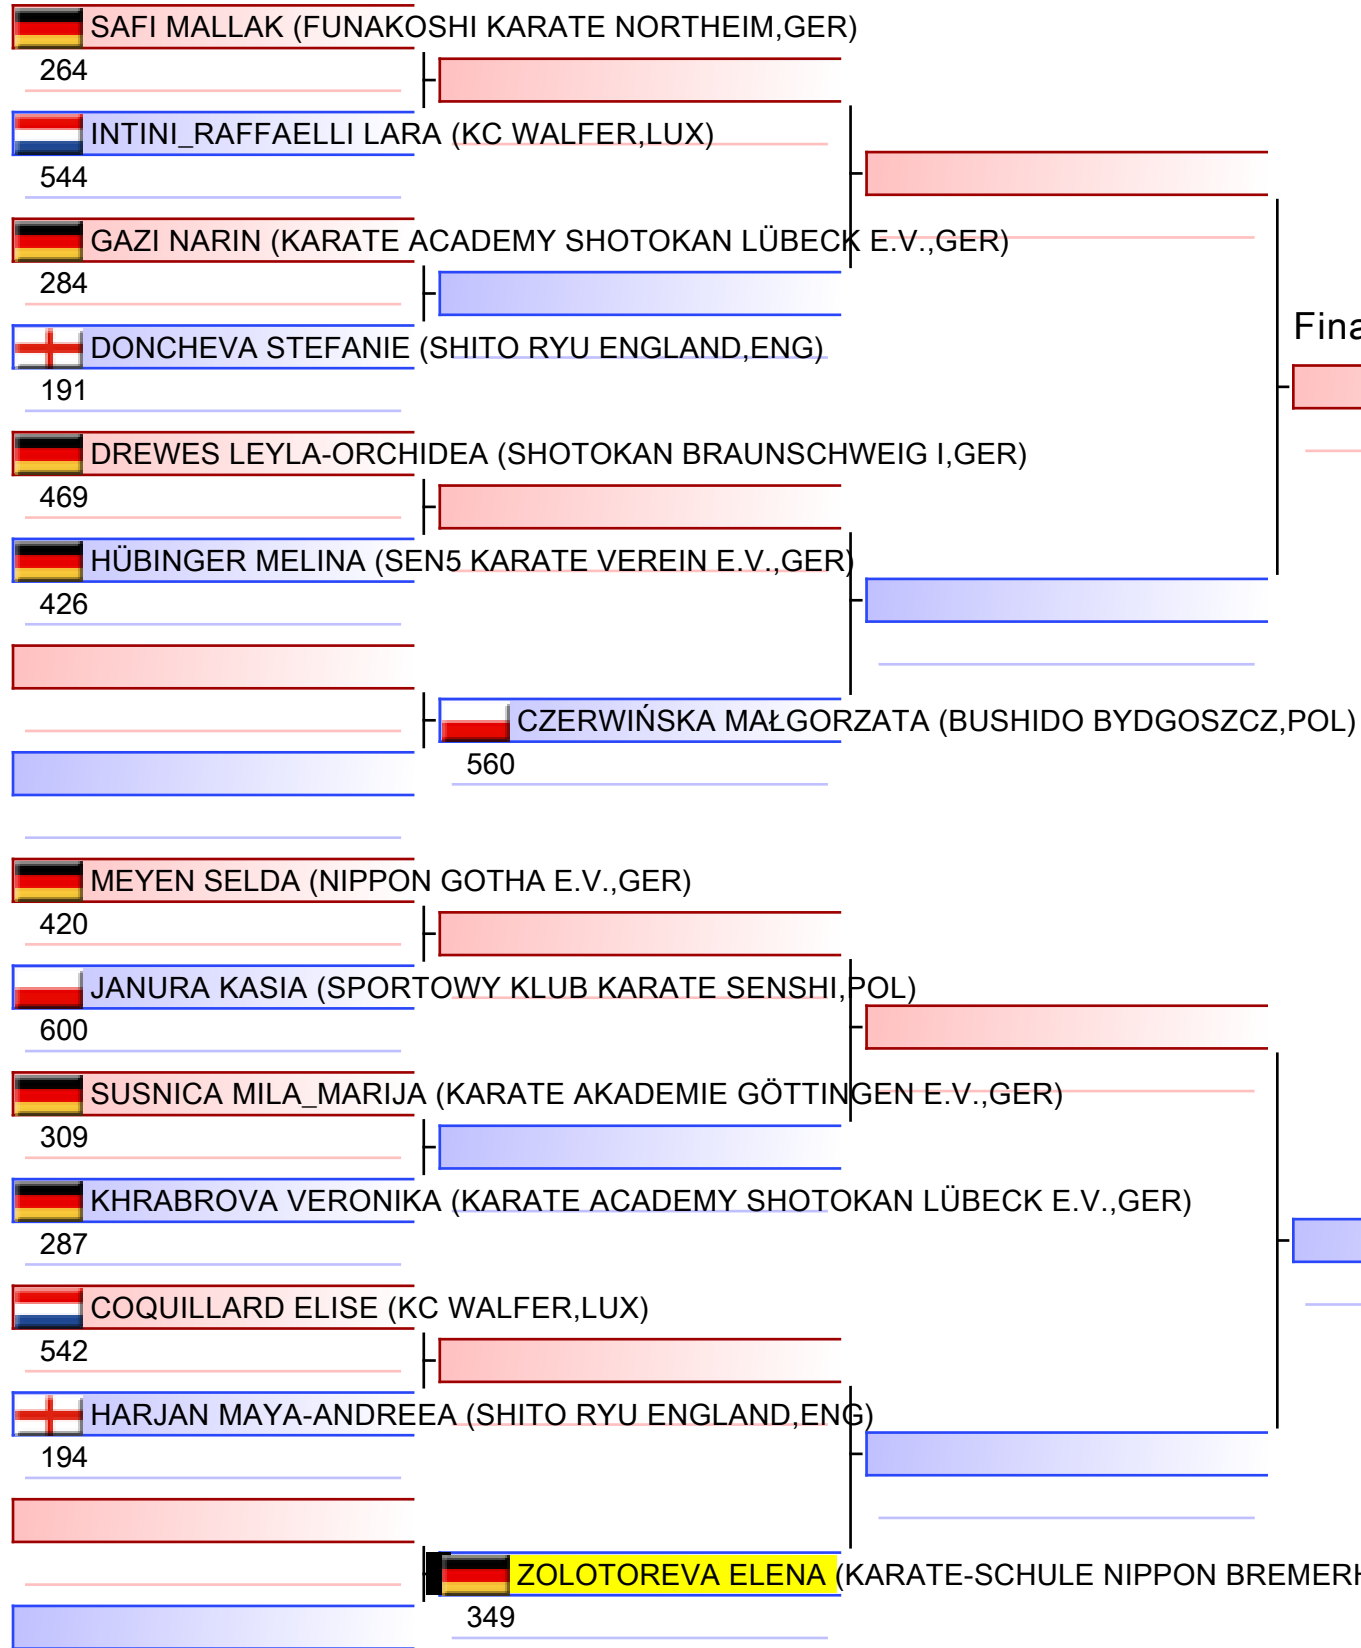 SAFI MALLAK (FUNAKOSHI KARATE NORTHEIM,GER)
264
INTINI_RAFFAELLI LARA (KC WALFER,LUX)
544
GAZI NARIN (KARATE ACADEMY SHOTOKAN LÜBECK E.V.,GER)
284
DONCHEVA STEFANIE (SHITO RYU ENGLAND,ENG)
191
Fina
DREWES LEYLA-ORCHIDEA (SHOTOKAN BRAUNSCHWEIG I,GER)
469
HÜBINGER MELINA (SEN5 KARATE VEREIN E.V.,GER)
426
CZERWIŃSKA MAŁGORZATA (BUSHIDO BYDGOSZCZ,POL)
560
MEYEN SELDA (NIPPON GOTHA E.V.,GER)
420
JANURA KASIA (SPORTOWY KLUB KARATE SENSHI,POL)
600
SUSNICA MILA_MARIJA (KARATE AKADEMIE GÖTTINGEN E.V.,GER)
309
KHRABROVA VERONIKA (KARATE ACADEMY SHOTOKAN LÜBECK E.V.,GER)
287
COQUILLARD ELISE (KC WALFER,LUX)
542
HARJAN MAYA-ANDREEA (SHITO RYU ENGLAND,ENG)
194
ZOLOTOREVA ELENA (KARATE-SCHULE NIPPON BREMERH
349